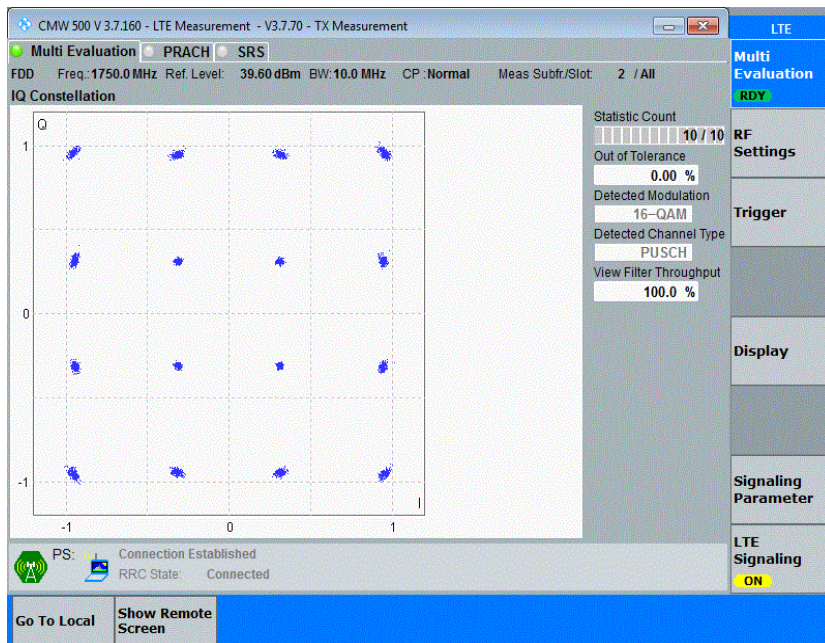 CMW 500 V 3.7.160 - LTE Measurement - V3.7.70 - TX Measurement
LTE
Multi Evaluation PRACH SRS
FDD Freq.: 1750.0 MHz Ref. Level: 39.60 dBm BW: 10.0 MHz CP : Normal Meas Subfr./Slot: 2 / All
IQ Constellation
Q
1
0
-1
-1 0 1
I
Statistic Count
10 / 10
Out of Tolerance
0.00 %
Detected Modulation
16-QAM
Detected Channel Type
PUSCH
View Filter Throughput
100.0 %
Multi
Evaluation
RDY
RF
Settings
Trigger
Display
Signaling
Parameter
LTE
Signaling
ON
PS: Connection Established
RRC State: Connected
Go To Local
Show Remote
Screen